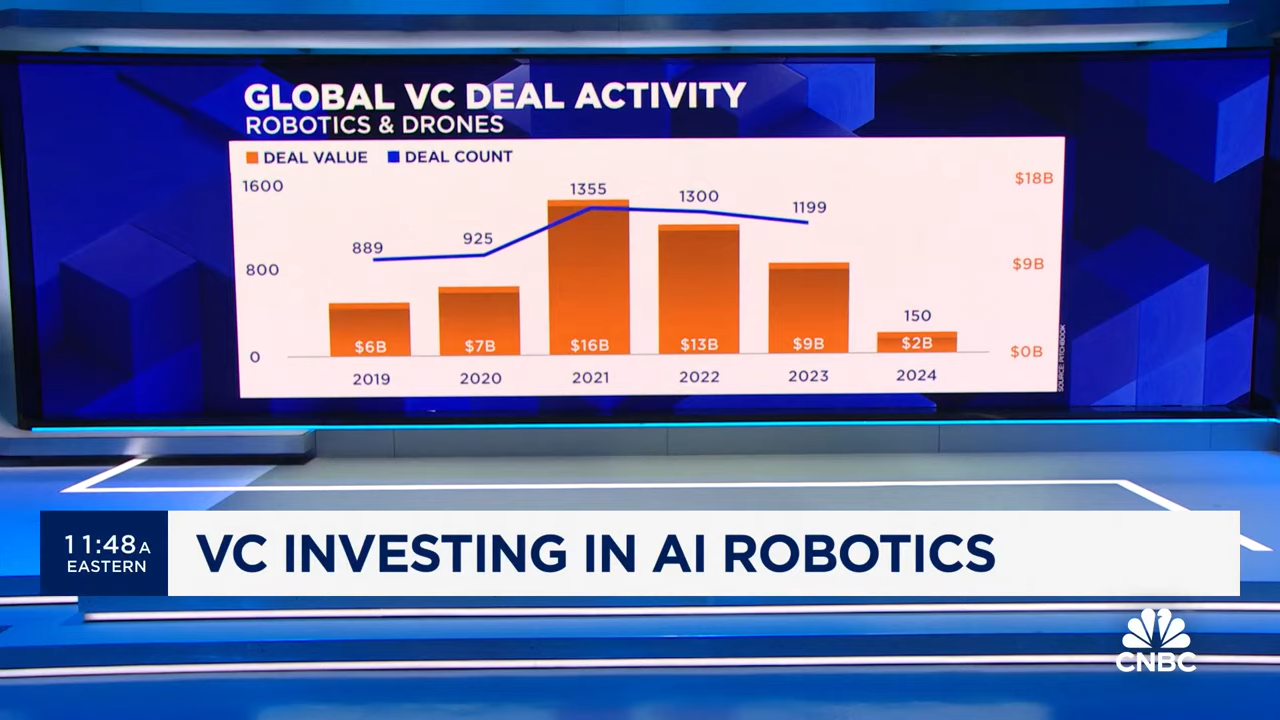 GLOBAL VC DEAL ACTIVITY
ROBOTICS & DRONES
DEAL VALUE DEAL COUNT
1600
800
0
889
925
1355
1300
1199
150
$18B
$9B
$0B
$6B
$7B
$16B
$13B
$9B
$2B
2019
2020
2021
2022
2023
2024
SOURCE: PITCHBOOK
11:48A
EASTERN
VC INVESTING IN AI ROBOTICS
CNBC